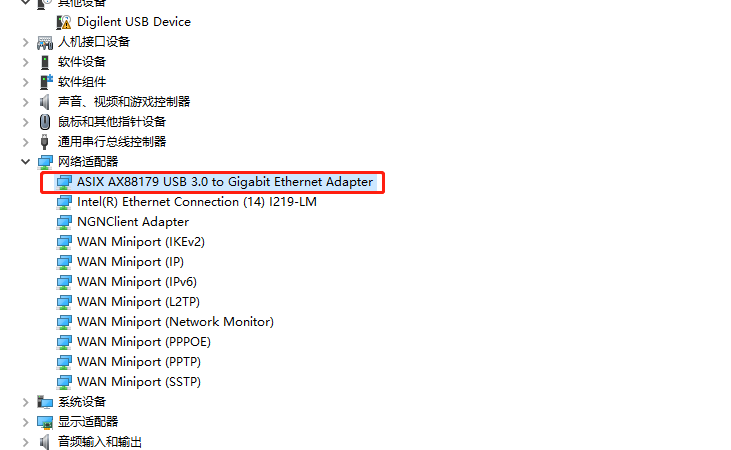 其他设备
Digilent USB Device
人机接口设备
软件设备
软件组件
声音、视频和游戏控制器
鼠标和其他指针设备
通用串行总线控制器
网络适配器
ASIX AX88179 USB 3.0 to Gigabit Ethernet Adapter
Intel(R) Ethernet Connection (14) I219-LM
NGNClient Adapter
WAN Miniport (IKEv2)
WAN Miniport (IP)
WAN Miniport (IPv6)
WAN Miniport (L2TP)
WAN Miniport (Network Monitor)
WAN Miniport (PPPOE)
WAN Miniport (PPTP)
WAN Miniport (SSTP)
系统设备
显示适配器
音频输入和输出